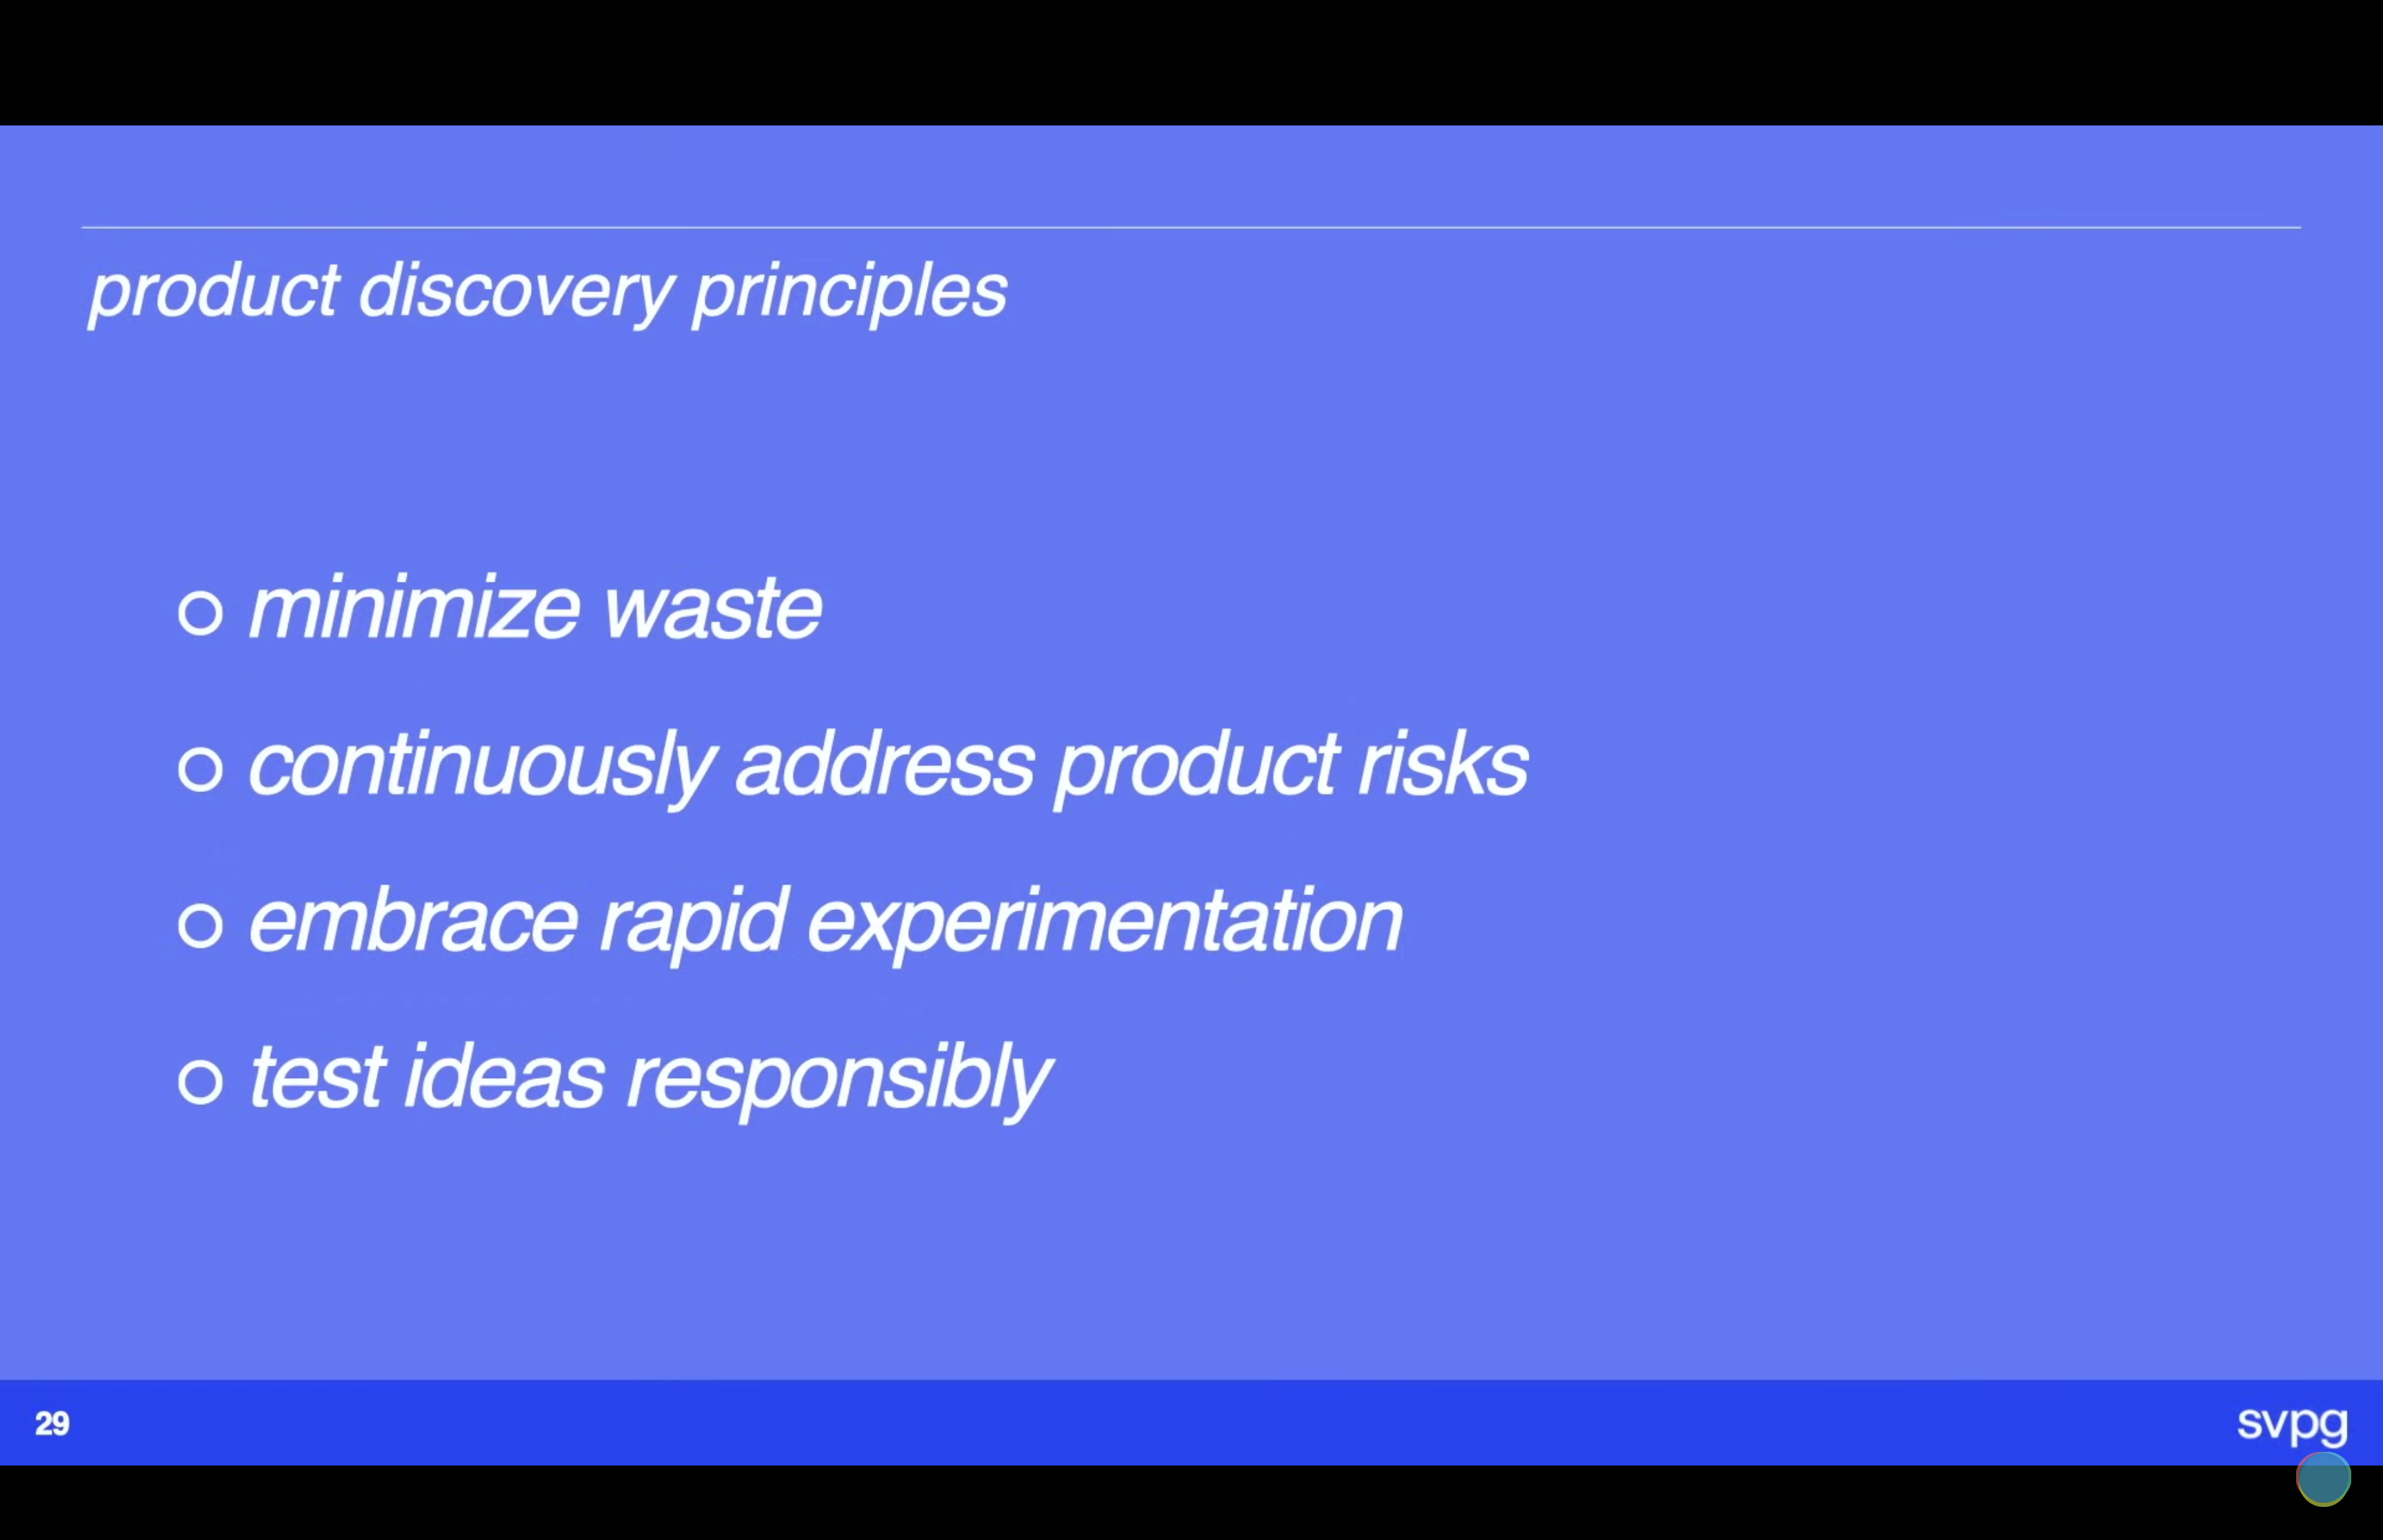 product discovery principles
minimize waste
continuously address product risks
embrace rapid experimentation
test ideas responsibly
29
svpg